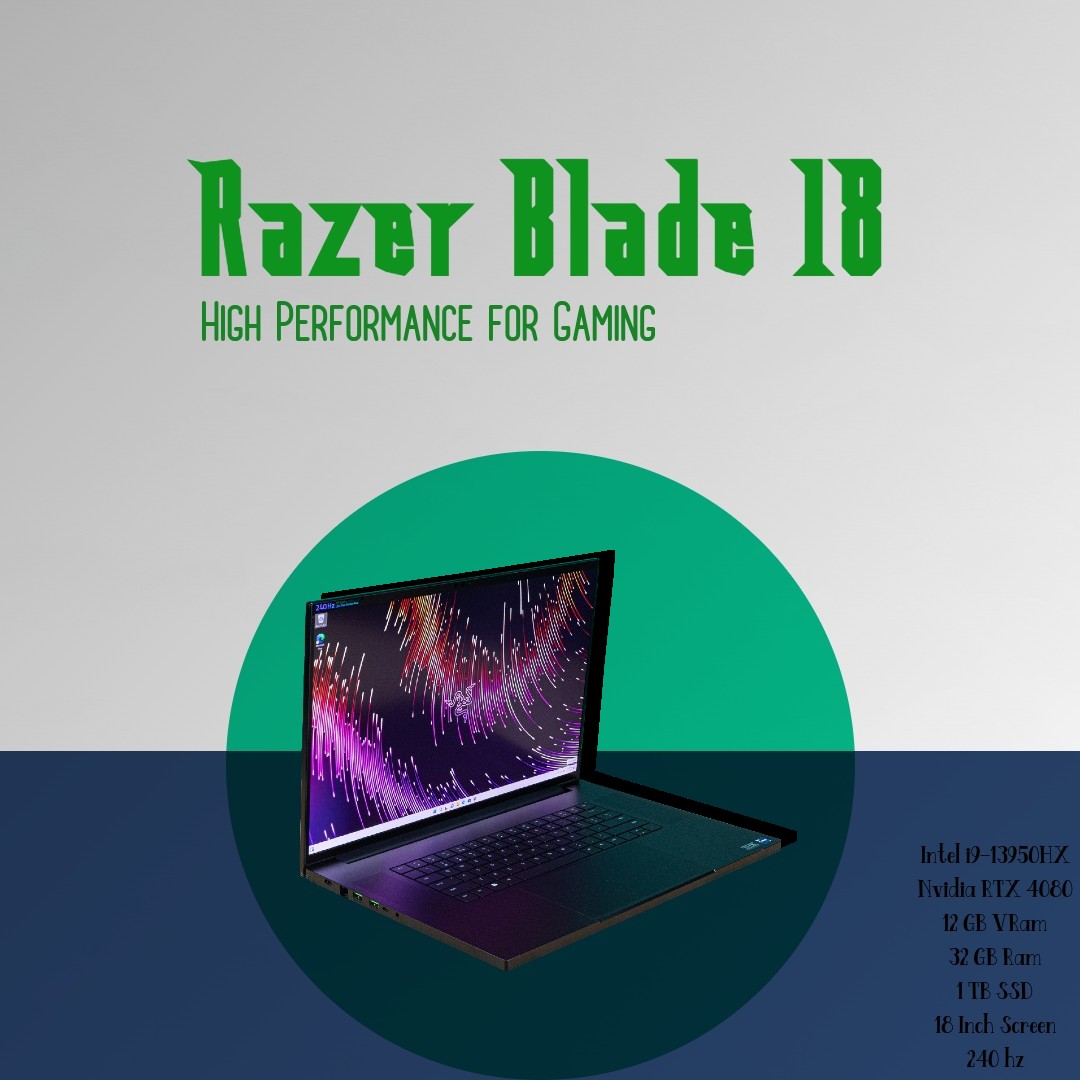 Razer Blade 18
High Performance for Gaming
240Hz
Intel i9-13950HX
Nvidia RTX 4080
12 GB VRam
32 GB Ram
1 TB SSD
18 Inch Screen
240 hz